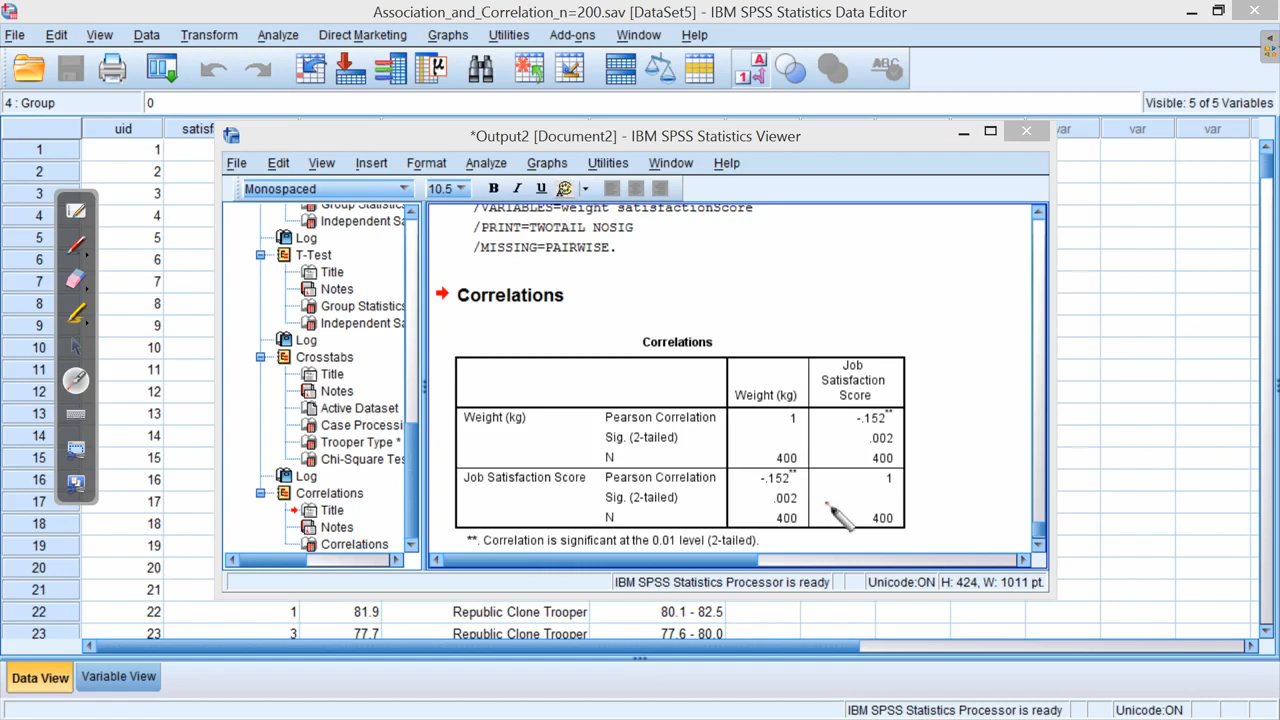 Association_and_Correlation_n=200.sav [DataSet5] - IBM SPSS Statistics Data Editor
File Edit View Data Transform Analyze Direct Marketing Graphs Utilities Add-ons Window Help
4 : Group 0 Visible: 5 of 5 Variables
uid satisf var var var
1 1
2
3
4
5
6
7
8
9
10
11
12
13
14
15
16
17
18
19
20
21
1
2
3
4
5
6
7
8
9
10
11
12
13
14
15
16
17
18
19
20
21
22 22 1 81.9 Republic Clone Trooper 80.1 - 82.5
23 23 3 77.7 Republic Clone Trooper 77.6 - 80.0
*Output2 [Document2] - IBM SPSS Statistics Viewer
File Edit View Insert Format Analyze Graphs Utilities Window Help
Monospaced 10.5 B I U
Group Statistics
Independent Sa
Log
T-Test
Title
Notes
Group Statistics
Independent Sa
Log
Crosstabs
Title
Notes
Active Dataset
Case Processi
Trooper Type *
Chi-Square Te
Log
Correlations
Title
Notes
Correlations
/VARIABLES=weight satisfactionScore
/PRINT=TWOTAIL NOSIG
/MISSING=PAIRWISE.
Correlations
Correlations
Weight (kg) Job Satisfaction Score
Weight (kg) Pearson Correlation 1 -.152**
Sig. (2-tailed) .002
N 400 400
Job Satisfaction Score Pearson Correlation -.152** 1
Sig. (2-tailed) .002
N 400 400
**. Correlation is significant at the 0.01 level (2-tailed).
IBM SPSS Statistics Processor is ready Unicode:ON H: 424, W: 1011 pt.
Data View Variable View
IBM SPSS Statistics Processor is ready Unicode:ON